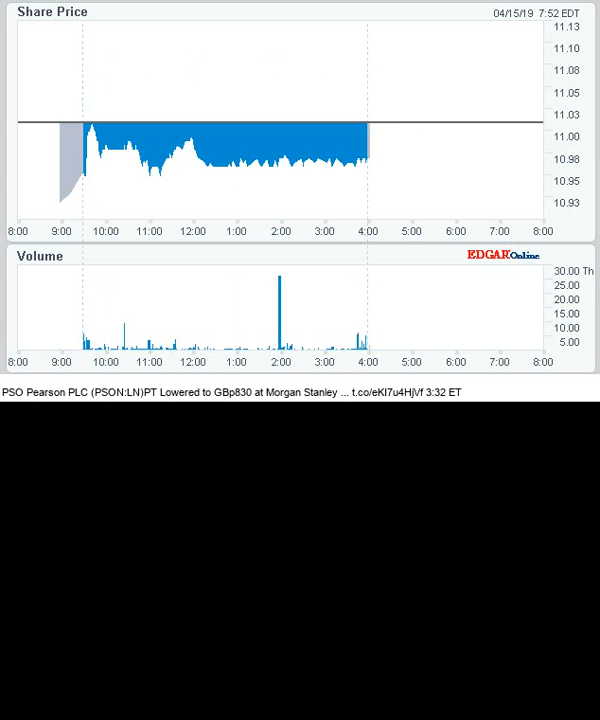 Share Price
04/15/19 7:52 EDT
11.13
11.10
11.08
11.05
11.03
11.00
10.98
10.95
10.93
8:00 9:00 10:00 11:00 12:00 1:00 2:00 3:00 4:00 5:00 6:00 7:00 8:00
Volume
EDGAR Online
30.00 Th
25.00
20.00
15.00
10.00
5.00
8:00 9:00 10:00 11:00 12:00 1:00 2:00 3:00 4:00 5:00 6:00 7:00 8:00
PSO Pearson PLC (PSON:LN)PT Lowered to GBp830 at Morgan Stanley ... 3:32 ET